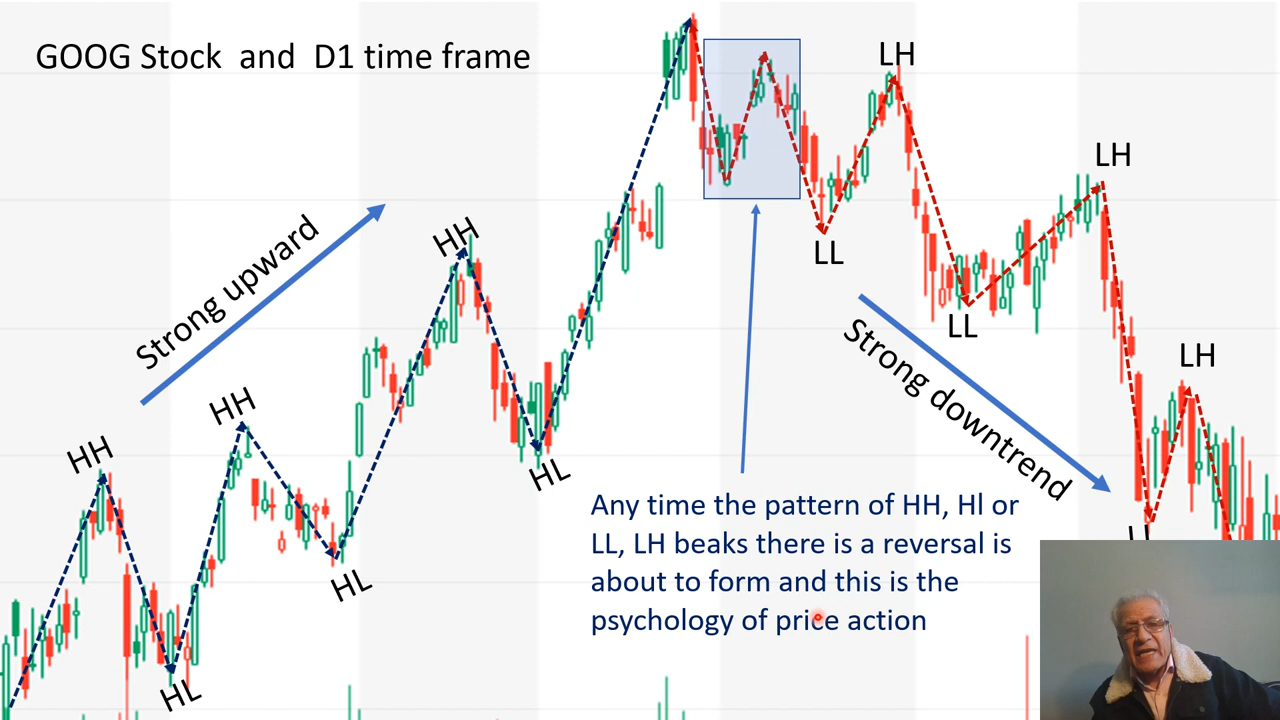 GOOG Stock and D1 time frame
Strong upward
HH
HL
HH
HL
HH
HL
LL
LH
LL
LH
LH
Strong downtrend
Any time the pattern of HH, Hl or
LL, LH beaks there is a reversal is
about to form and this is the
psychology of price action